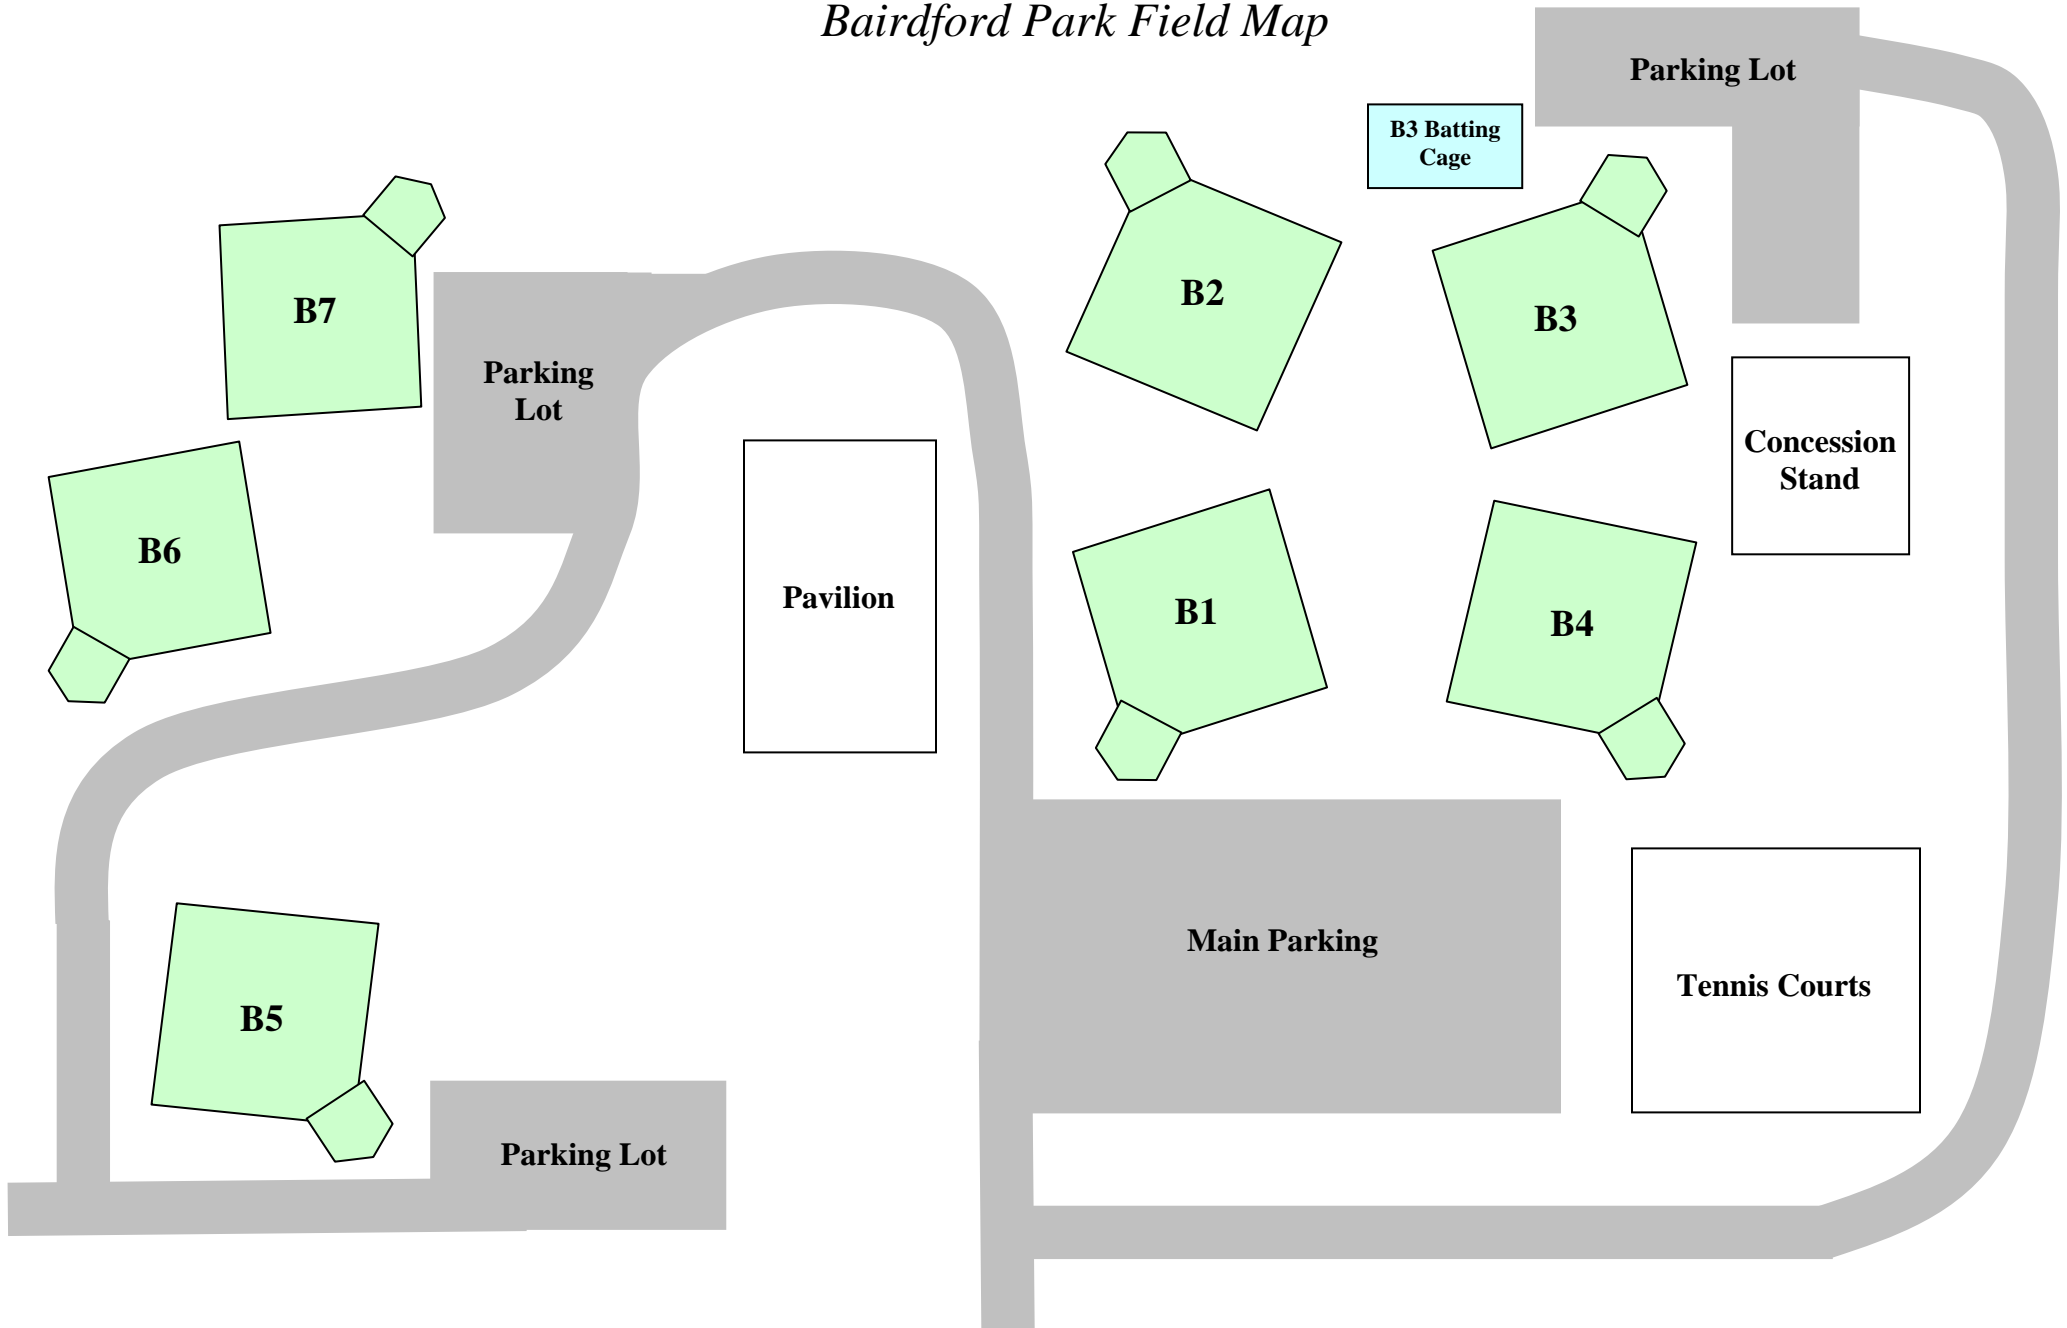 Bairdford Park Field Map
Parking Lot
B3 Batting
Cage
B7
B2
B3
Parking
Lot
Concession
Stand
B6
Pavilion
B1
B4
Main Parking
Tennis Courts
B5
Parking Lot